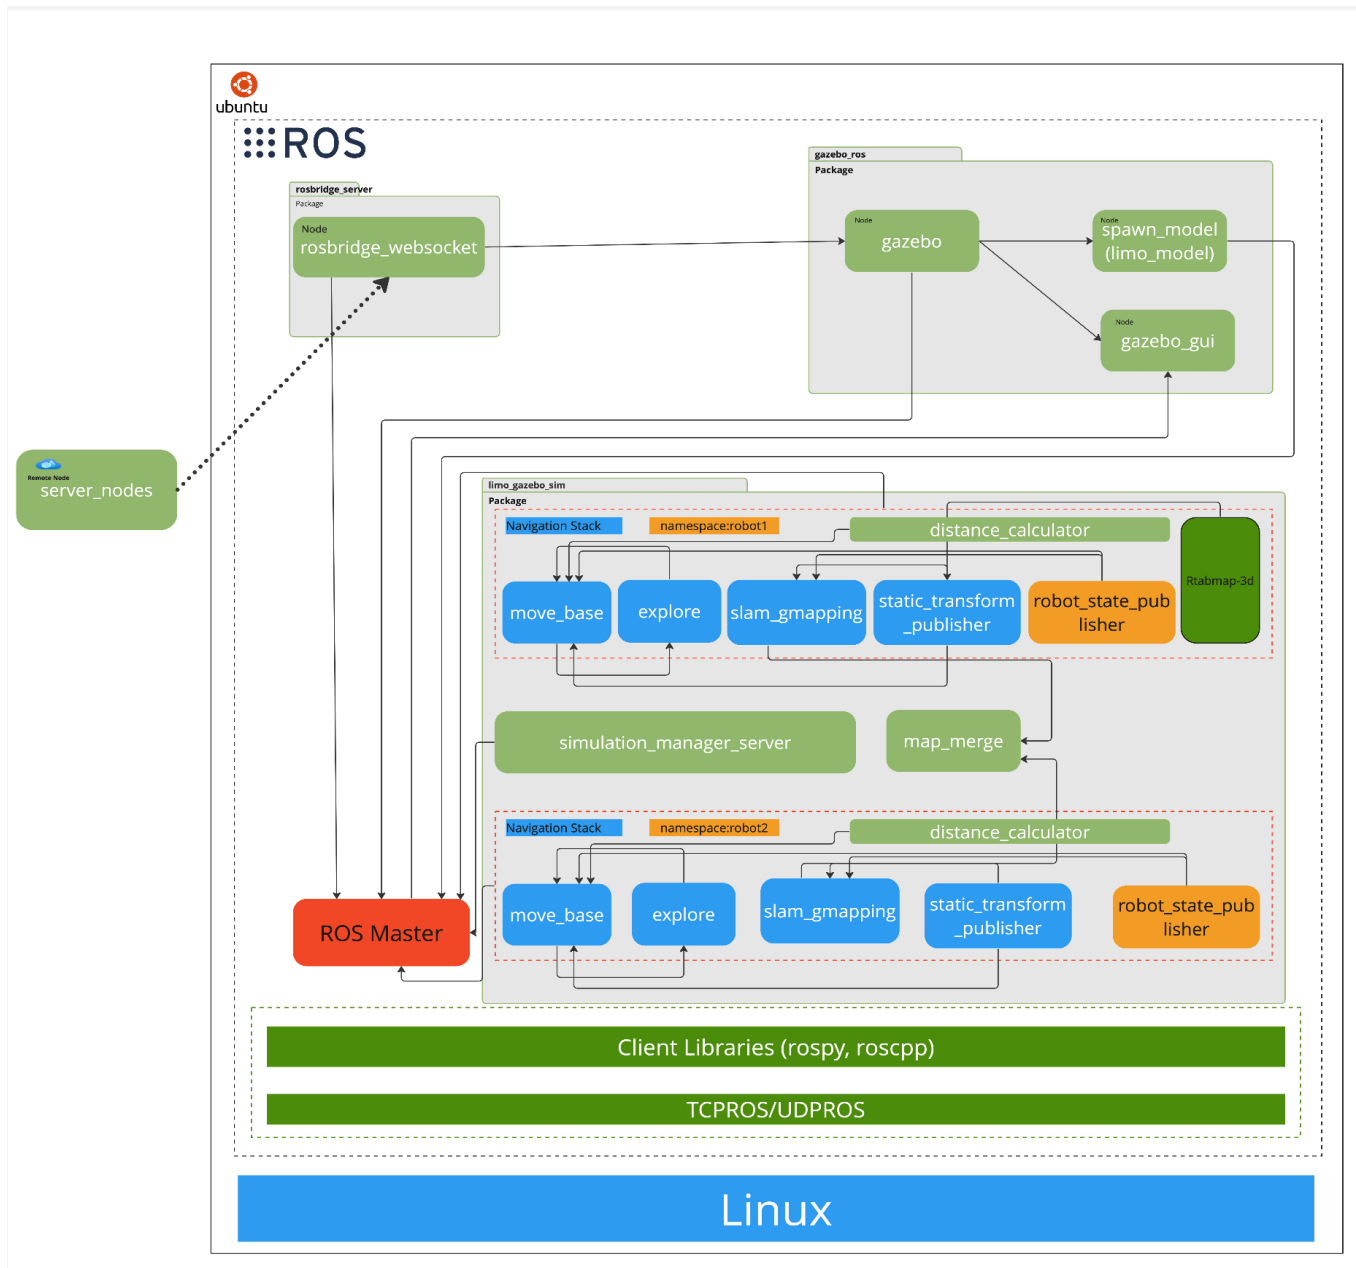 ubuntu
ROS
rosbridge_server
Package
Node
rosbridge_websocket
gazebo_ros
Package
Node
gazebo
Node
spawn_model
(limo_model)
Node
gazebo_gui
Remote Node
server_nodes
limo_gazebo_sim
Package
Navigation Stack
namespace:robot1
distance_calculator
move_base
explore
slam_gmapping
static_transform
_publisher
robot_state_pub
lisher
Rtabmap-3d
simulation_manager_server
map_merge
Navigation Stack
namespace:robot2
distance_calculator
move_base
explore
slam_gmapping
static_transform
_publisher
robot_state_pub
lisher
ROS Master
Client Libraries (rospy, roscpp)
TCPROS/UDPROS
Linux